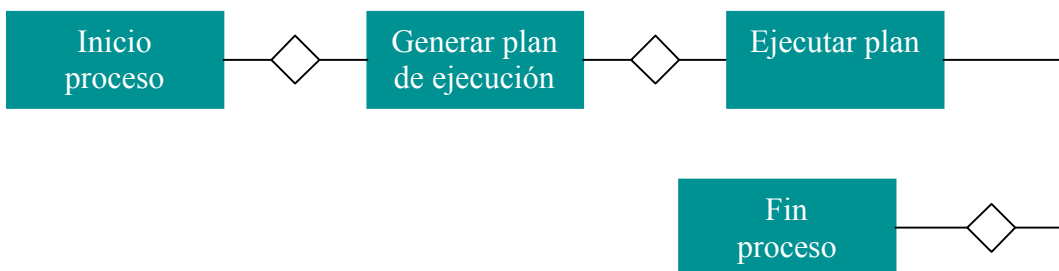 Inicio
proceso
Generar plan
de ejecución
Ejecutar plan
Fin
proceso